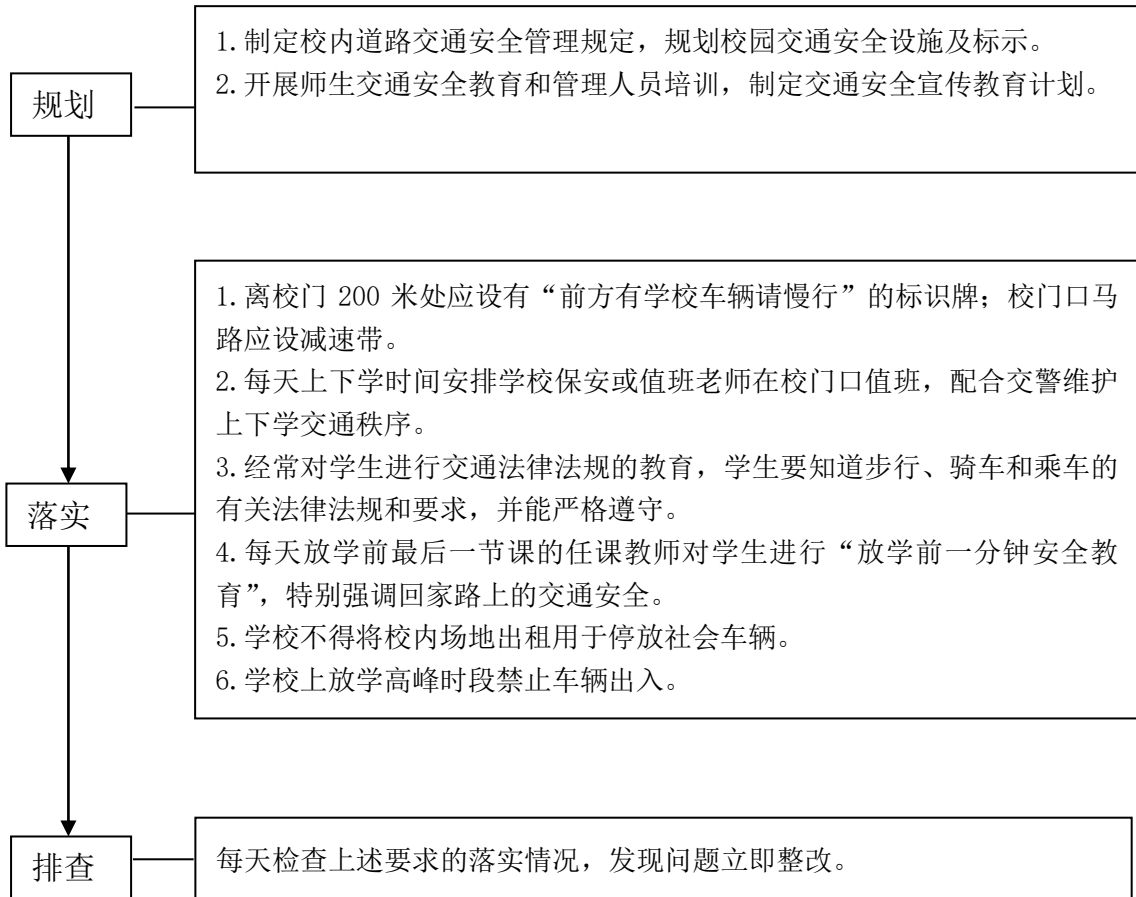 规划
1.制定校内道路交通安全管理规定，规划校园交通安全设施及标示。
2.开展师生交通安全教育和管理人员培训，制定交通安全宣传教育计划。
落实
1.离校门 200 米处应设有“前方有学校车辆请慢行”的标识牌；校门口马
路应设减速带。
2.每天上下学时间安排学校保安或值班老师在校门口值班，配合交警维护
上下学交通秩序。
3.经常对学生进行交通法律法规的教育，学生要知道步行、骑车和乘车的
有关法律法规和要求，并能严格遵守。
4.每天放学前最后一节课的任课教师对学生进行“放学前一分钟安全教
育”，特别强调回家路上的交通安全。
5.学校不得将校内场地出租用于停放社会车辆。
6.学校上放学高峰时段禁止车辆出入。
排查
每天检查上述要求的落实情况，发现问题立即整改。